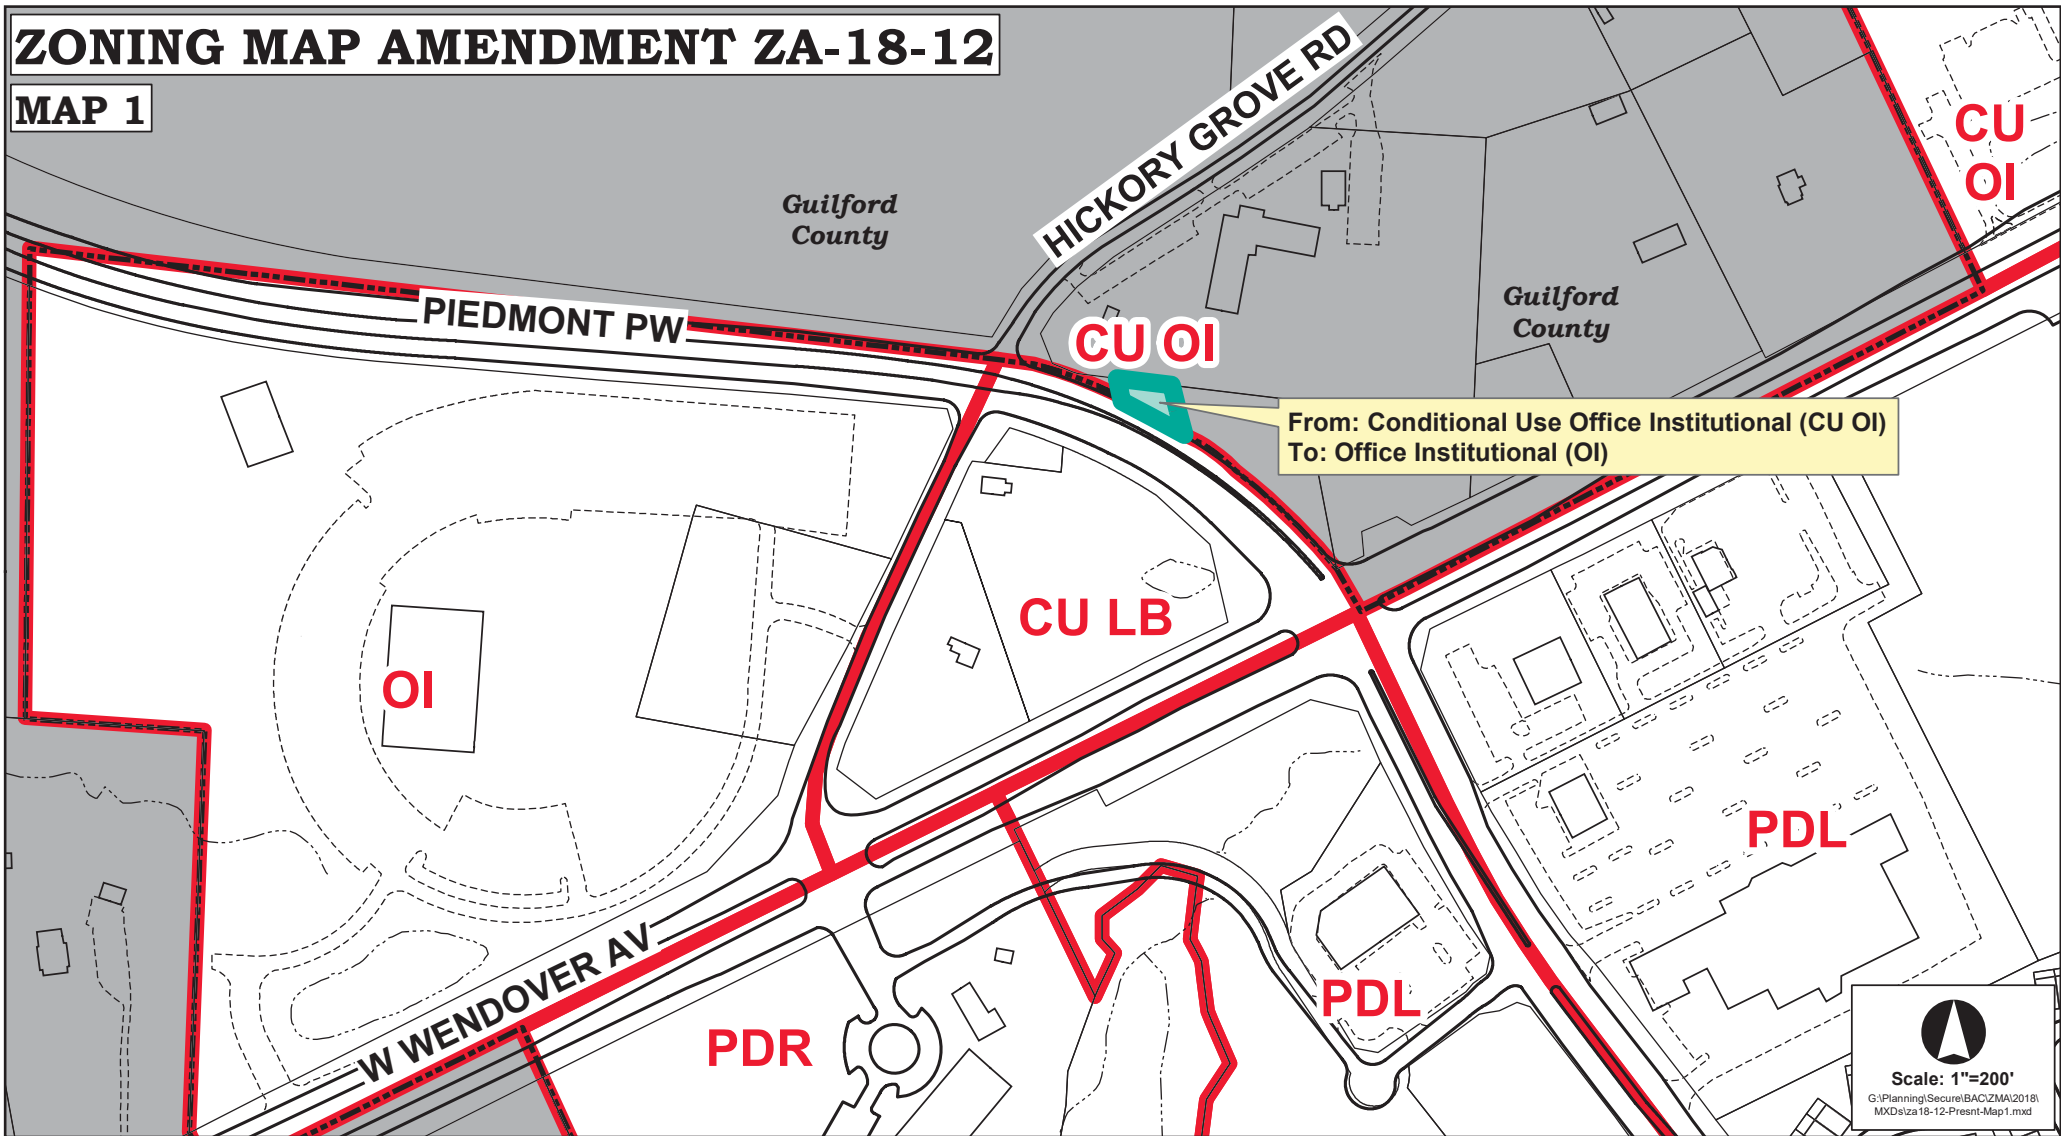 ZONING MAP AMENDMENT ZA-18-12
MAP 1
HICKORY GROVE RD
CU
OI
Guilford
County
Guilford
County
PIEDMONT PW
CU OI
From: Conditional Use Office Institutional (CU OI)
To: Office Institutional (OI)
CU LB
OI
PDL
W WENDOVER AV
PDL
PDR
Scale: 1"=200'
G:\Planning\Secure\BAC\ZMA\2018\
MXDs\za18-12-Presnt-Map1.mxd